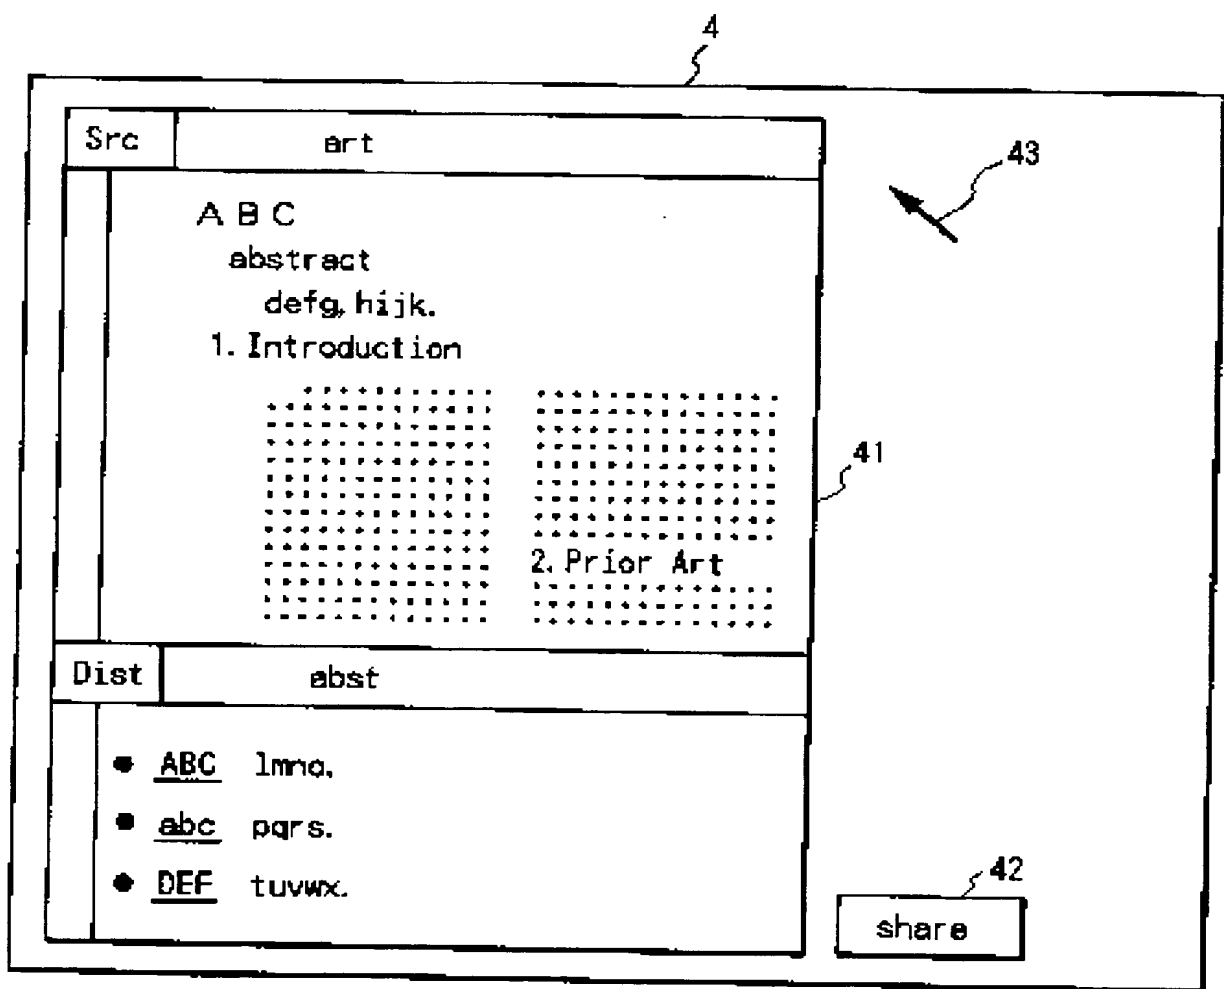 4
Src art
43
A B C
abstract
defg, hijk.
1. Introduction
41
2. Prior Art
Dist abst
● ABC lmno.
● abc pqrs.
● DEF tuvwx.
42
share